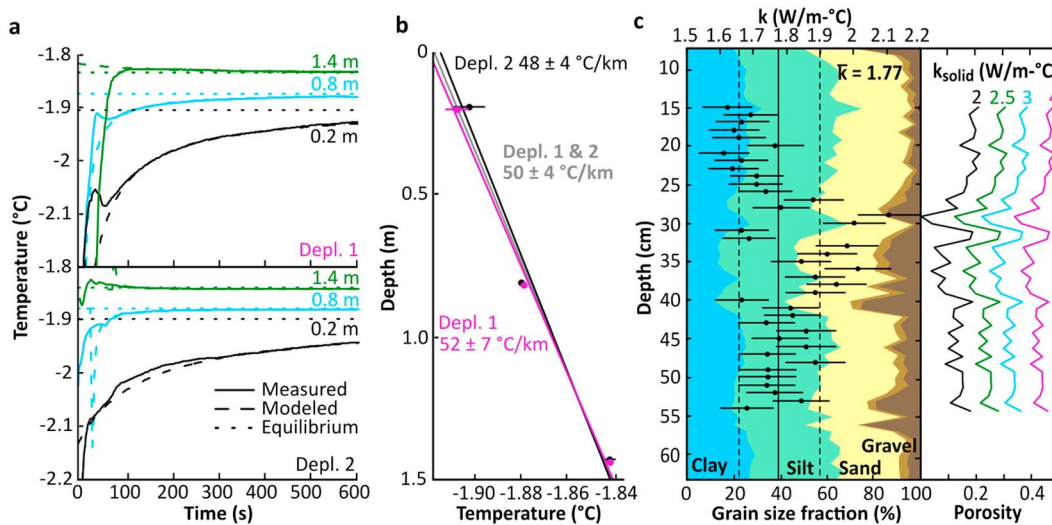 a
Temperature (°C)
-1.8
-1.9
-2
-2.1
-1.8
1.4 m
0.8 m
0.2 m
Depl. 1
-1.9
-2
-2.1
-2.2
1.4 m
0.8 m
0.2 m
Measured
Modeled
Equilibrium
Depl. 2
0 100 200 300 400 500 600
Time (s)
b
Depth (m)
0
0.5
1.0
1.5
Depl. 2 48 ± 4 °C/km
Depl. 1 & 2
50 ± 4 °C/km
Depl. 1
52 ± 7 °C/km
-1.90 -1.88 -1.86 -1.84
Temperature (°C)
c
k (W/m-°C)
1.5 1.6 1.7 1.8 1.9 2 2.1 2.2
k = 1.77
Depth (cm)
0
5
10
15
20
25
30
35
40
45
50
55
60
Clay
Silt
Sand
Gravel
0 20 40 60 80 100
Grain size fraction (%)
ksolid (W/m-°C)
2 2.5 3 4
0.2 0.4
Porosity